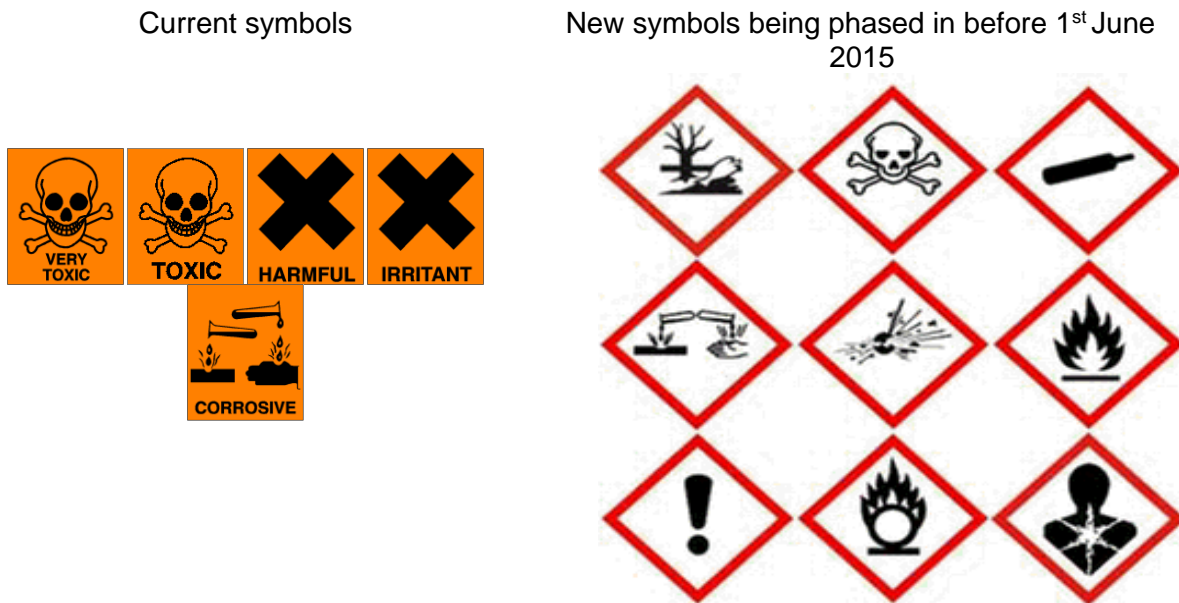 Current symbols
New symbols being phased in before 1st June
2015
VERY
TOXIC
TOXIC
HARMFUL
IRRITANT
CORROSIVE